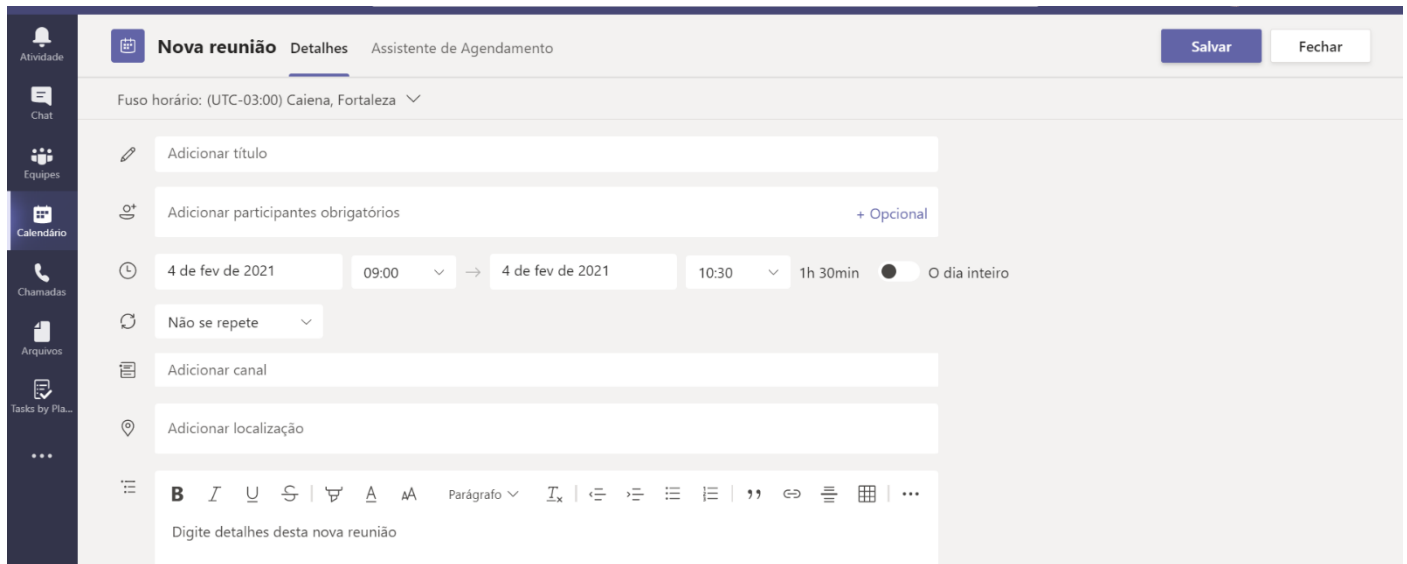 Atividade
Chat
Equipes
Calendário
Chamadas
Arquivos
Tasks by Pla...
Nova reunião Detalhes Assistente de Agendamento Salvar Fechar
Fuso horário: (UTC-03:00) Caiena, Fortaleza
Adicionar título
Adicionar participantes obrigatórios + Opcional
4 de fev de 2021 09:00 → 4 de fev de 2021 10:30 1h 30min O dia inteiro
Não se repete
Adicionar canal
Adicionar localização
B I U S A AA Parágrafo Tx
Digite detalhes desta nova reunião